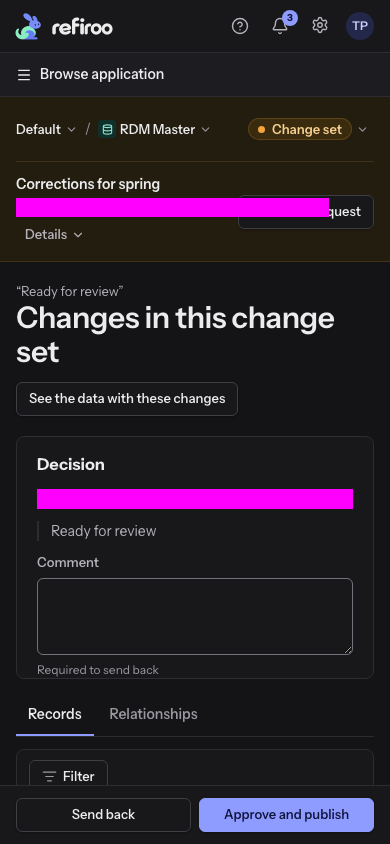 refiroo
3
TP
Browse application
Default / RDM Master
Change set
Corrections for spring
Details
“Ready for review”
Changes in this change
set
See the data with these changes
Decision
Ready for review
Comment
Required to send back
Records
Relationships
Filter
Send back
Approve and publish